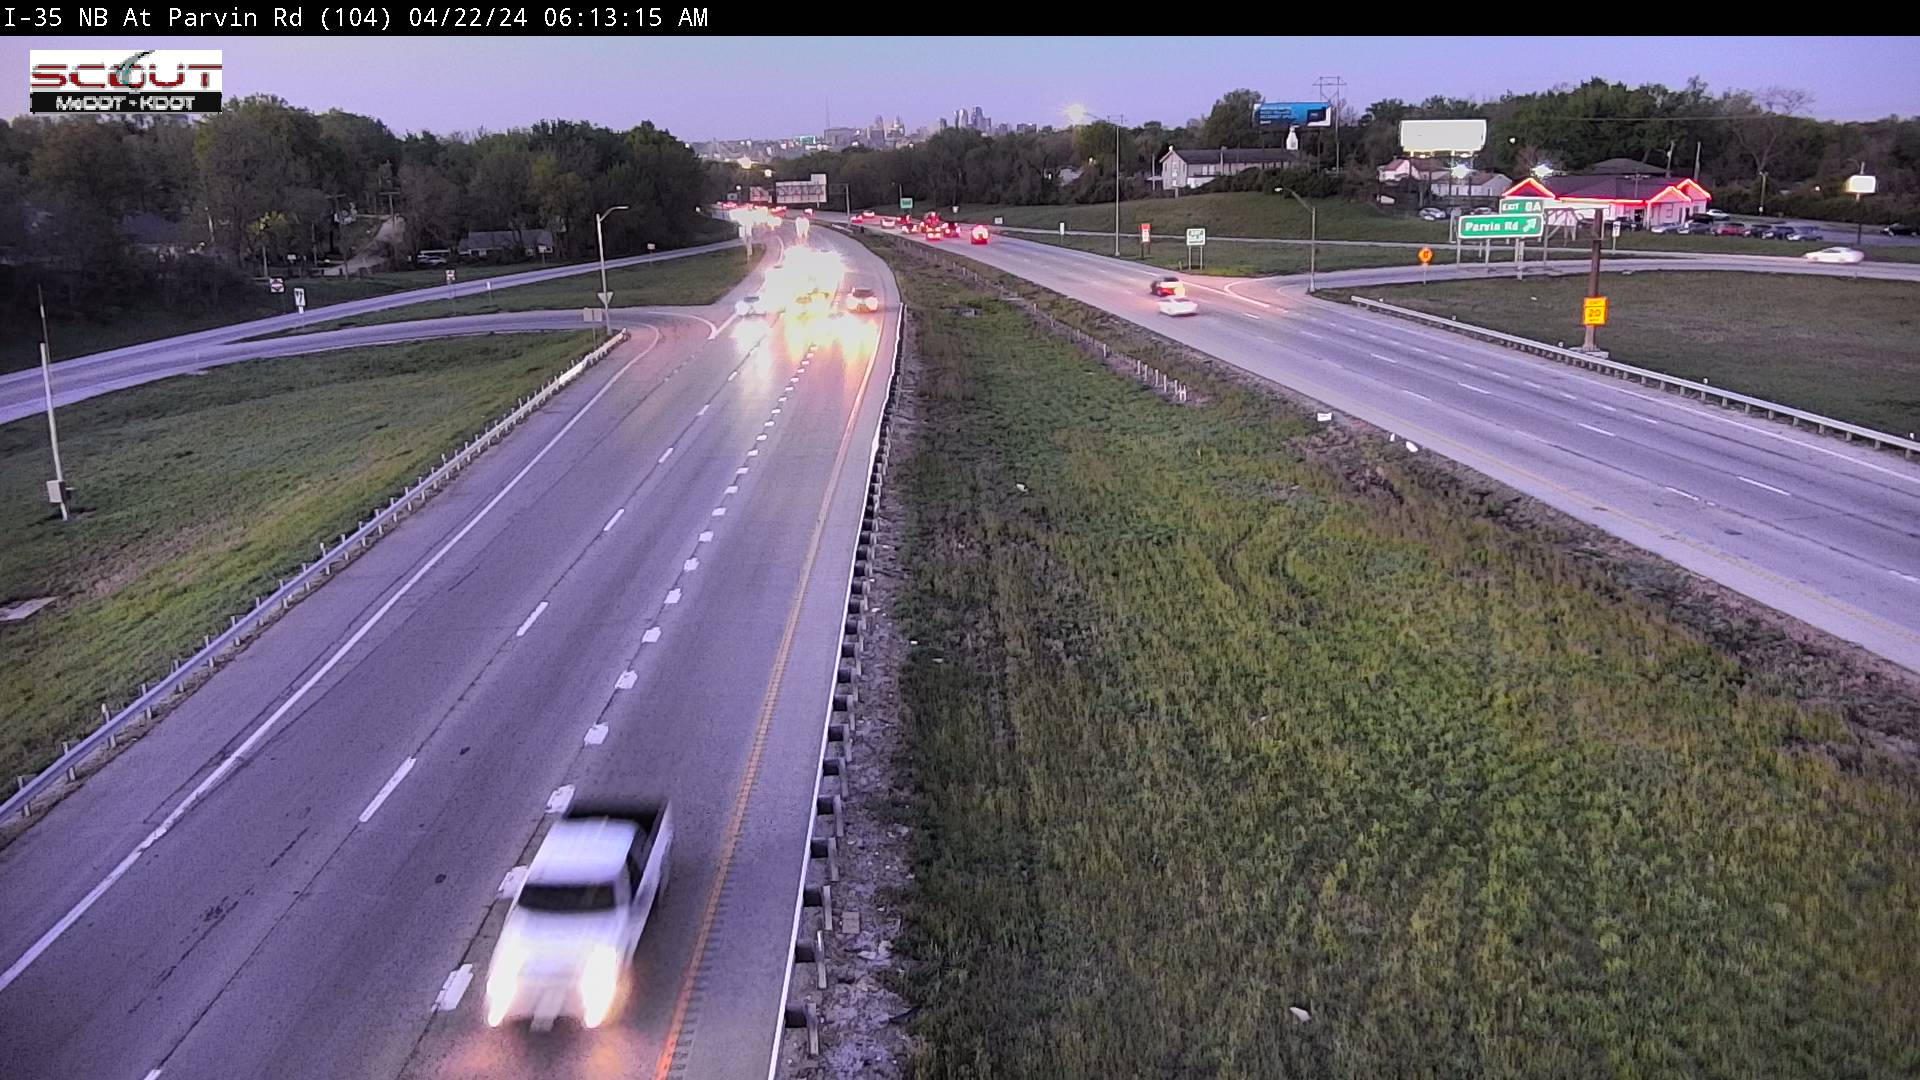 I-35 NB At Parvin Rd (104) 04/22/24 06:13:15 AM
SCOUT
MoDOT - KDOT
EXIT 8A
Parvin Rd
20